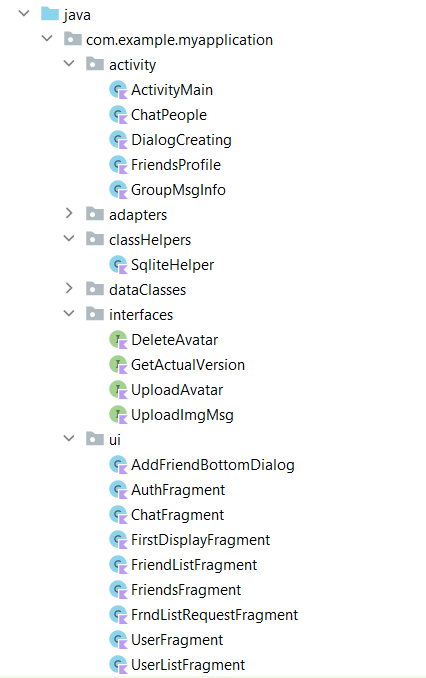 java
com.example.myapplication
activity
ActivityMain
ChatPeople
DialogCreating
FriendsProfile
GroupMsgInfo
adapters
classHelpers
SqliteHelper
dataClasses
interfaces
DeleteAvatar
GetActualVersion
UploadAvatar
UploadImgMsg
ui
AddFriendBottomDialog
AuthFragment
ChatFragment
FirstDisplayFragment
FriendListFragment
FriendsFragment
FrndListRequestFragment
UserFragment
UserListFragment